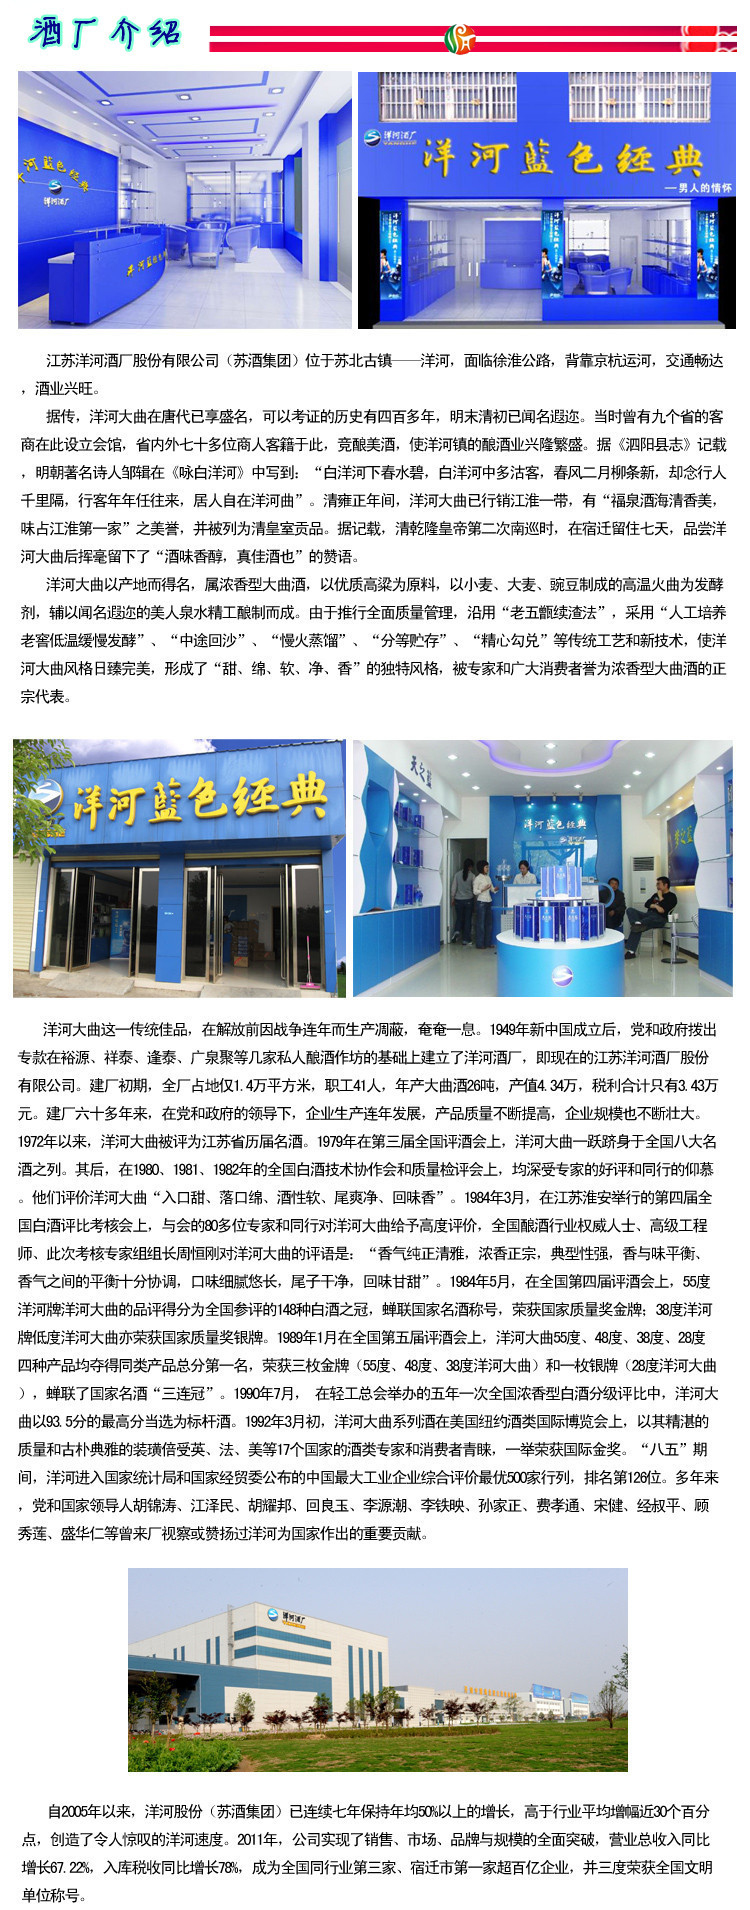 酒厂介绍
洋河蓝色经典
洋河酒厂
洋河蓝色经典
洋河酒厂
YANGHE
洋河蓝色经典
—男人的情怀
江苏洋河酒厂股份有限公司（苏酒集团）位于苏北古镇——洋河，面临徐淮公路，背靠京杭运河，交通畅达
，酒业兴旺。
据传，洋河大曲在唐代已享盛名，可以考证的历史有四百多年，明末清初已闻名遐迩。当时曾有九个省的客
商在此设立会馆，省内外七十多位商人客籍于此，竞酿美酒，使洋河镇的酿酒业兴隆繁盛。据《泗阳县志》记载
，明朝著名诗人邹辑在《咏白洋河》中写到：“白洋河下春水碧，白洋河中多沽客，春风二月柳条新，却念行人
千里隔，行客年年任往来，居人自在洋河曲”。清雍正年间，洋河大曲已行销江淮一带，有“福泉酒海清香美，
味占江淮第一家”之美誉，并被列为清皇室贡品。据记载，清乾隆皇帝第二次南巡时，在宿迁留住七天，品尝洋
河大曲后挥毫留下了“酒味香醇，真佳酒也”的赞语。
洋河大曲以产地而得名，属浓香型大曲酒，以优质高粱为原料，以小麦、大麦、豌豆制成的高温火曲为发酵
剂，辅以闻名遐迩的美人泉水精工酿制而成。由于推行全面质量管理，沿用“老五甑续渣法”，采用“人工培养
老窖低温缓慢发酵”、“中途回沙”、“慢火蒸馏”、“分等贮存”、“精心勾兑”等传统工艺和新技术，使洋
河大曲风格日臻完美，形成了“甜、绵、软、净、香”的独特风格，被专家和广大消费者誉为浓香型大曲酒的正
宗代表。
洋河蓝色经典
天之蓝
洋河蓝色经典
梦之蓝
洋河大曲这一传统佳品，在解放前因战争连年而生产凋蔽，奄奄一息。1949年新中国成立后，党和政府拨出
专款在裕源、祥泰、逢泰、广泉聚等几家私人酿酒作坊的基础上建立了洋河酒厂，即现在的江苏洋河酒厂股份
有限公司。建厂初期，全厂占地仅1.4万平方米，职工41人，年产大曲酒26吨，产值4.34万，税利合计只有3.43万
元。建厂六十多年来，在党和政府的领导下，企业生产连年发展，产品质量不断提高，企业规模也不断壮大。
1972年以来，洋河大曲被评为江苏省历届名酒。1979年在第三届全国评酒会上，洋河大曲一跃跻身于全国八大名
酒之列。其后，在1980、1981、1982年的全国白酒技术协作会和质量检评会上，均深受专家的好评和同行的仰慕
。他们评价洋河大曲“入口甜、落口绵、酒性软、尾爽净、回味香”。1984年3月，在江苏淮安举行的第四届全
国白酒评比考核会上，与会的80多位专家和同行对洋河大曲给予高度评价，全国酿酒行业权威人士、高级工程
师、此次考核专家组组长周恒刚对洋河大曲的评语是：“香气纯正清雅，浓香正宗，典型性强，香与味平衡、
香气之间的平衡十分协调，口味细腻悠长，尾子干净，回味甘甜”。1984年5月，在全国第四届评酒会上，55度
洋河牌洋河大曲的品评得分为全国参评的148种白酒之冠，蝉联国家名酒称号，荣获国家质量奖金牌；38度洋河
牌低度洋河大曲亦荣获国家质量奖银牌。1989年1月在全国第五届评酒会上，洋河大曲55度、48度、38度、28度
四种产品均夺得同类产品总分第一名，荣获三枚金牌（55度、48度、38度洋河大曲）和一枚银牌（28度洋河大曲
），蝉联了国家名酒“三连冠”。1990年7月， 在轻工总会举办的五年一次全国浓香型白酒分级评比中，洋河大
曲以93.5分的最高分当选为标杆酒。1992年3月初，洋河大曲系列酒在美国纽约酒类国际博览会上，以其精湛的
质量和古朴典雅的装璜倍受英、法、美等17个国家的酒类专家和消费者青睐，一举荣获国际金奖。“八五”期
间，洋河进入国家统计局和国家经贸委公布的中国最大工业企业综合评价最优500家行列，排名第126位。多年来
，党和国家领导人胡锦涛、江泽民、胡耀邦、回良玉、李源潮、李铁映、孙家正、费孝通、宋健、经叔平、顾
秀莲、盛华仁等曾来厂视察或赞扬过洋河为国家作出的重要贡献。
洋河酒厂
自2005年以来，洋河股份（苏酒集团）已连续七年保持年均50%以上的增长，高于行业平均增幅近30个百分
点，创造了令人惊叹的洋河速度。2011年，公司实现了销售、市场、品牌与规模的全面突破，营业总收入同比
增长67.22%，入库税收同比增长78%，成为全国同行业第三家、宿迁市第一家超百亿企业，并三度荣获全国文明
单位称号。